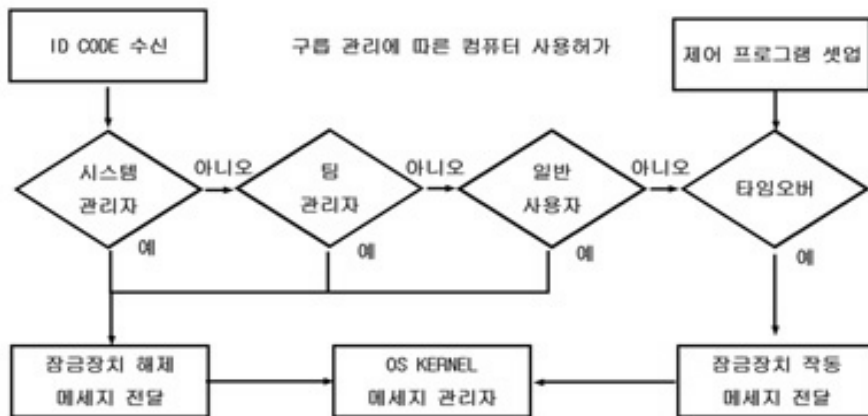 ID CODE 수신
구릅 관리에 따른 컴퓨터 사용허가
제어 프로그램 셋업
시스템
관리자
아니오
팀
관리자
아니오
일반
사용자
아니오
타임오버
예
예
예
예
잠금장치 해제
메세지 전달
OS KERNEL
메세지 관리자
잠금장치 작동
메세지 전달